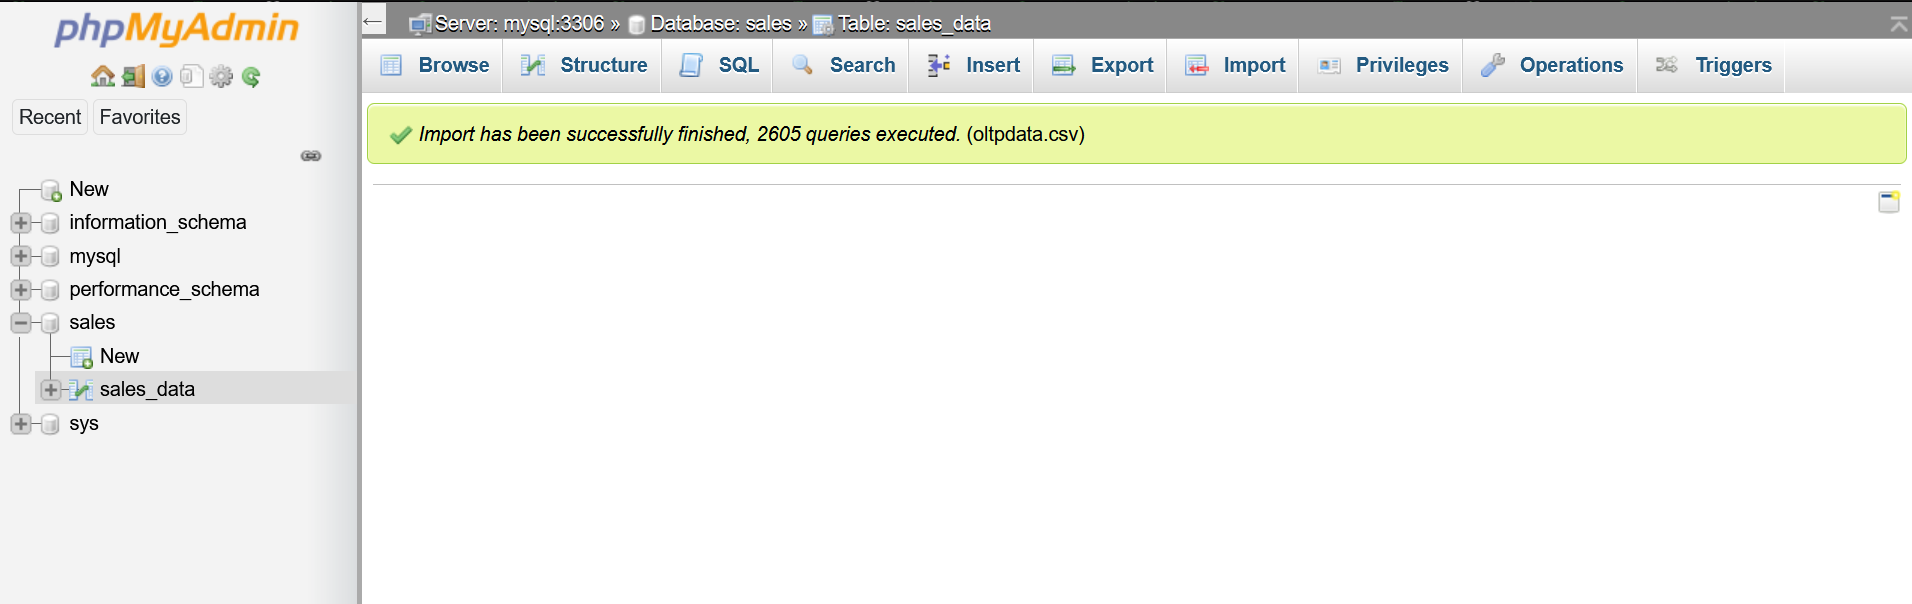 phpMyAdmin
Recent Favorites
New
information_schema
mysql
performance_schema
sales
New
sales_data
sys
Server: mysql:3306 » Database: sales » Table: sales_data
Browse Structure SQL Search Insert Export Import Privileges Operations Triggers
Import has been successfully finished, 2605 queries executed. (oltpdata.csv)